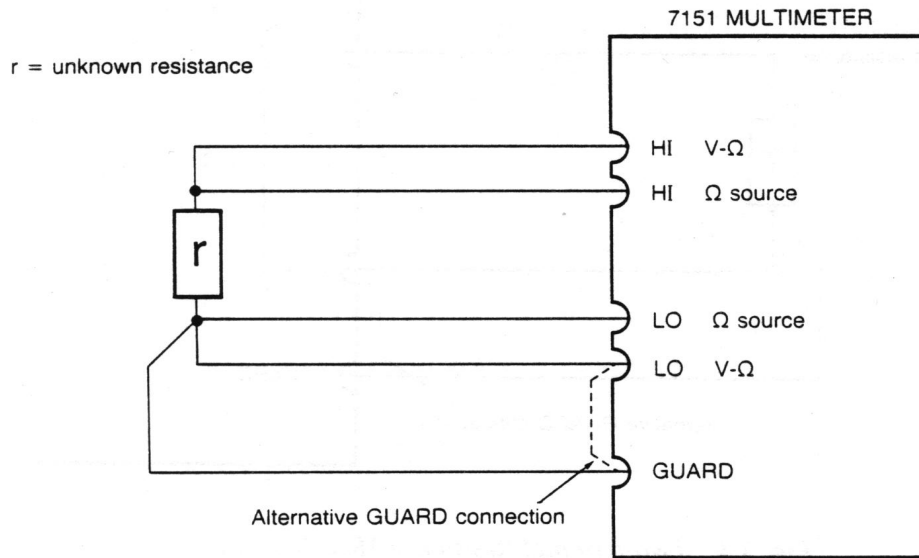 7151 MULTIMETER
r = unknown resistance
HI V-Ω
HI Ω source
r
LO Ω source
LO V-Ω
GUARD
Alternative GUARD connection